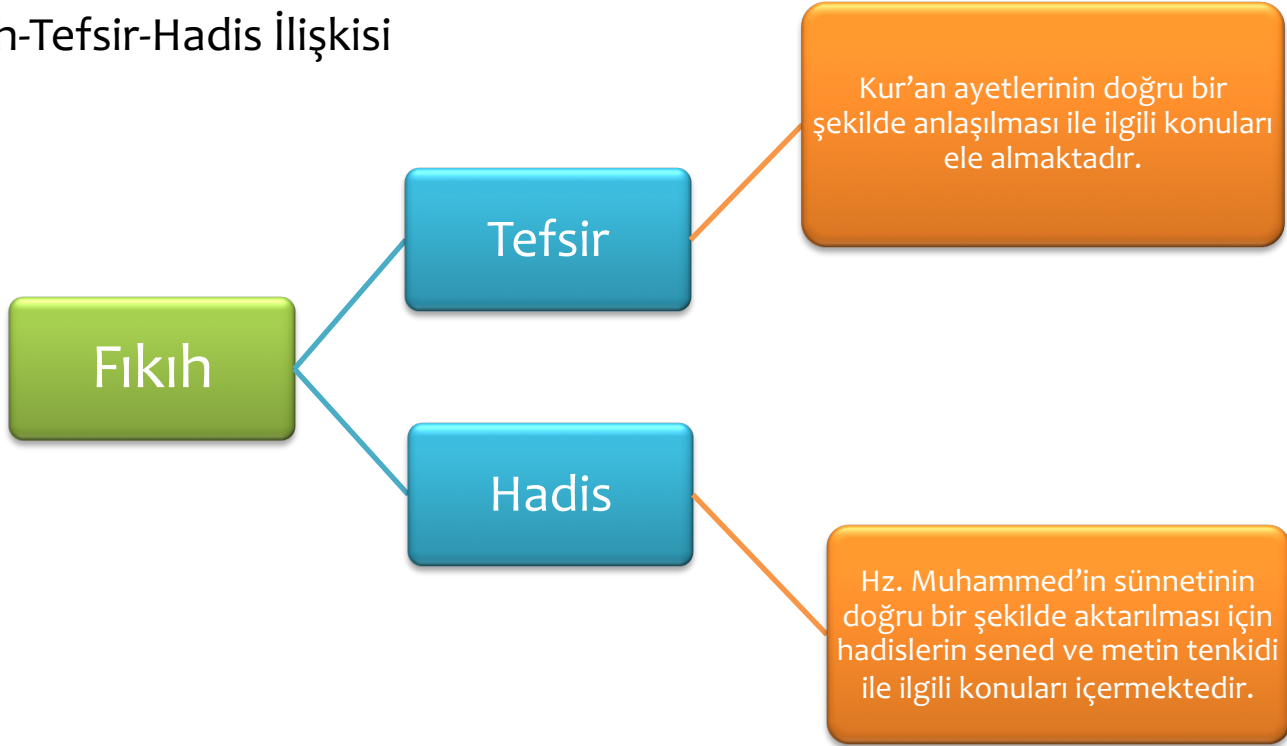 -Tefsir-Hadis İlişkisi
Kur’an ayetlerinin doğru bir
şekilde anlaşılması ile ilgili konuları
ele almaktadır.
Tefsir
Fıkıh
Hadis
Hz. Muhammed’in sünnetinin
doğru bir şekilde aktarılması için
hadislerin sened ve metin tenkidi
ile ilgili konuları içermektedir.